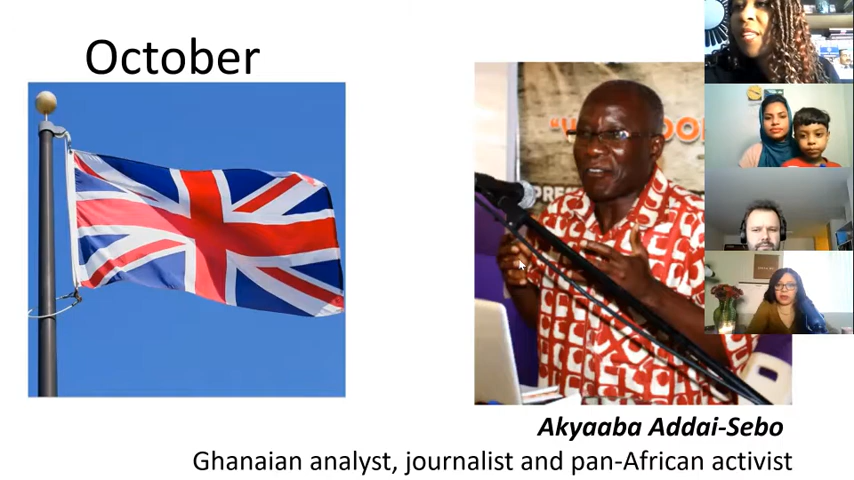 October
Akyaaba Addai-Sebo
Ghanaian analyst, journalist and pan-African activist